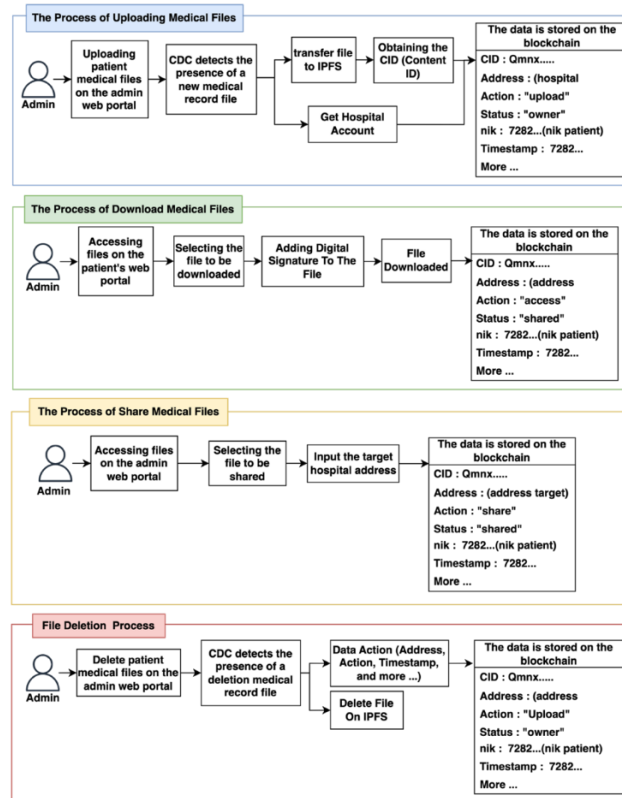 The Process of Uploading Medical Files
Admin
Uploading
patient
medical files
on the admin
web portal
CDC detects the
presence of a
new medical
record file
transfer file
to IPFS
Obtaining the
CID (Content
ID)
Get Hospital
Account
The data is stored on the
blockchain
CID : Qmnx.....
Address : (hospital
Action : "upload"
Status : "owner"
nik : 7282...(nik patient)
Timestamp : 7282...
More ...
The Process of Download Medical Files
Admin
Accessing
files on the
patient's web
portal
Selecting the
file to be
downloaded
Adding Digital
Signature To The
File
FIle
Downloaded
The data is stored on the
blockchain
CID : Qmnx.....
Address : (address
Action : "access"
Status : "shared"
nik : 7282...(nik patient)
Timestamp : 7282...
More ...
The Process of Share Medical Files
Admin
Accessing files
on the admin
web portal
Selecting the
file to be
shared
Input the target
hospital address
The data is stored on the
blockchain
CID : Qmnx.....
Address : (address target)
Action : "share"
Status : "shared"
nik : 7282...(nik patient)
Timestamp : 7282...
More ...
File Deletion Process
Admin
Delete patient
medical files on the
admin web portal
CDC detects the
presence of a
deletion medical
record file
Data Action (Address,
Action, Timestamp,
and more ...)
Delete File
On IPFS
The data is stored on the
blockchain
CID : Qmnx.....
Address : (address
Action : "Upload"
Status : "owner"
nik : 7282...(nik patient)
Timestamp : 7282...
More ...